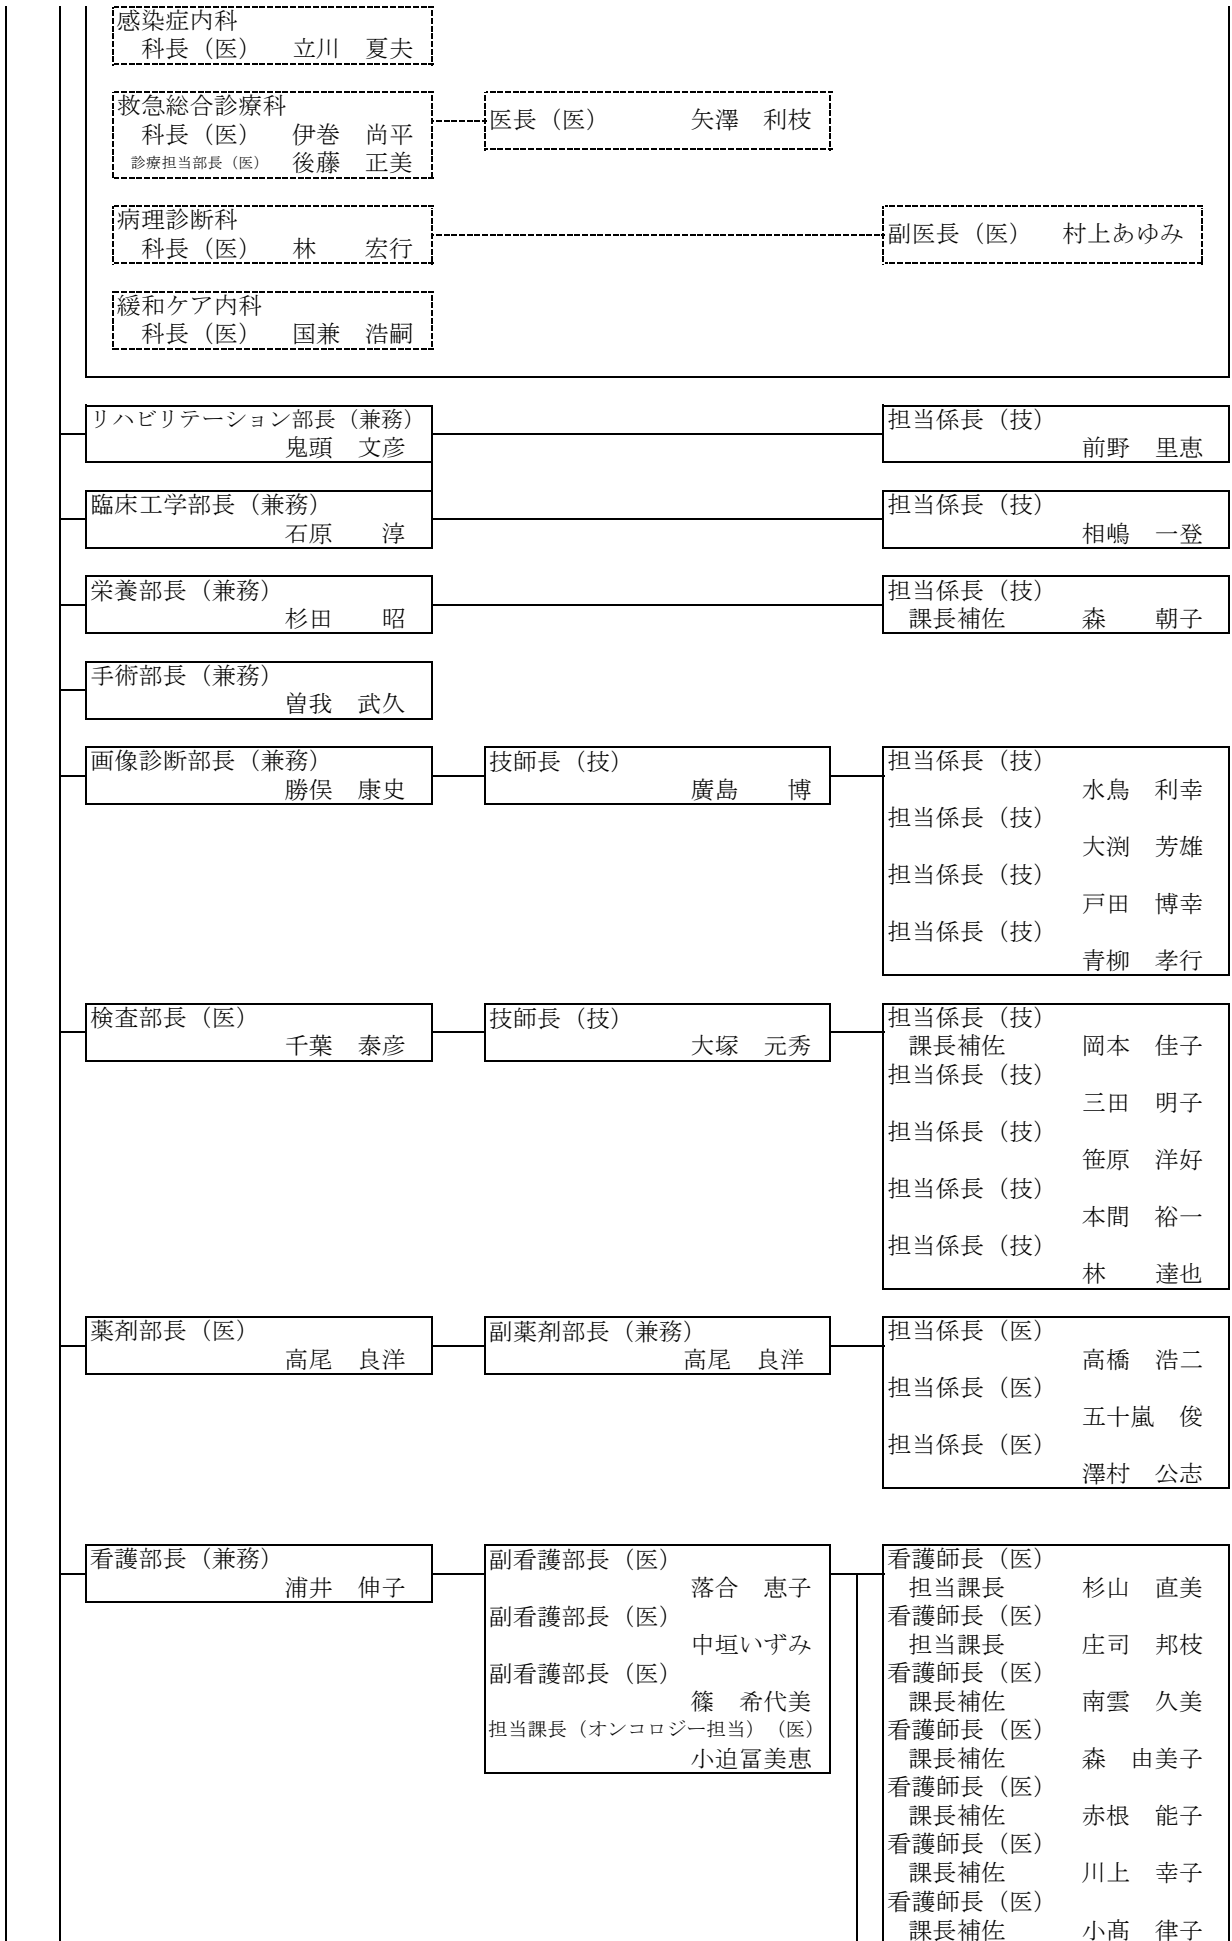 感染症内科
科長（医）　立川　夏夫
救急総合診療科
科長（医）　伊巻　尚平
診療担当部長（医）　後藤　正美
医長（医）　矢澤　利枝
病理診断科
科長（医）　林　　宏行
副医長（医）　村上あゆみ
緩和ケア内科
科長（医）　国兼　浩嗣
リハビリテーション部長（兼務）
鬼頭　文彦
担当係長（技）
前野　里恵
臨床工学部長（兼務）
石原　　淳
担当係長（技）
相嶋　一登
栄養部長（兼務）
杉田　　昭
担当係長（技）
課長補佐　森　　朝子
手術部長（兼務）
曽我　武久
画像診断部長（兼務）
勝俣　康史
技師長（技）
廣島　　博
担当係長（技）
水鳥　利幸
担当係長（技）
大渕　芳雄
担当係長（技）
戸田　博幸
担当係長（技）
青柳　孝行
検査部長（医）
千葉　泰彦
技師長（技）
大塚　元秀
担当係長（技）
課長補佐　岡本　佳子
担当係長（技）
三田　明子
担当係長（技）
笹原　洋好
担当係長（技）
本間　裕一
担当係長（技）
林　　達也
薬剤部長（医）
高尾　良洋
副薬剤部長（兼務）
高尾　良洋
担当係長（医）
高橋　浩二
担当係長（医）
五十嵐　俊
担当係長（医）
澤村　公志
看護部長（兼務）
浦井　伸子
副看護部長（医）
落合　恵子
副看護部長（医）
中垣いずみ
副看護部長（医）
篠　希代美
担当課長（オンコロジー担当）（医）
小迫冨美恵
看護師長（医）
担当課長　杉山　直美
看護師長（医）
担当課長　庄司　邦枝
看護師長（医）
課長補佐　南雲　久美
看護師長（医）
課長補佐　森　由美子
看護師長（医）
課長補佐　赤根　能子
看護師長（医）
課長補佐　川上　幸子
看護師長（医）
課長補佐　小髙　律子